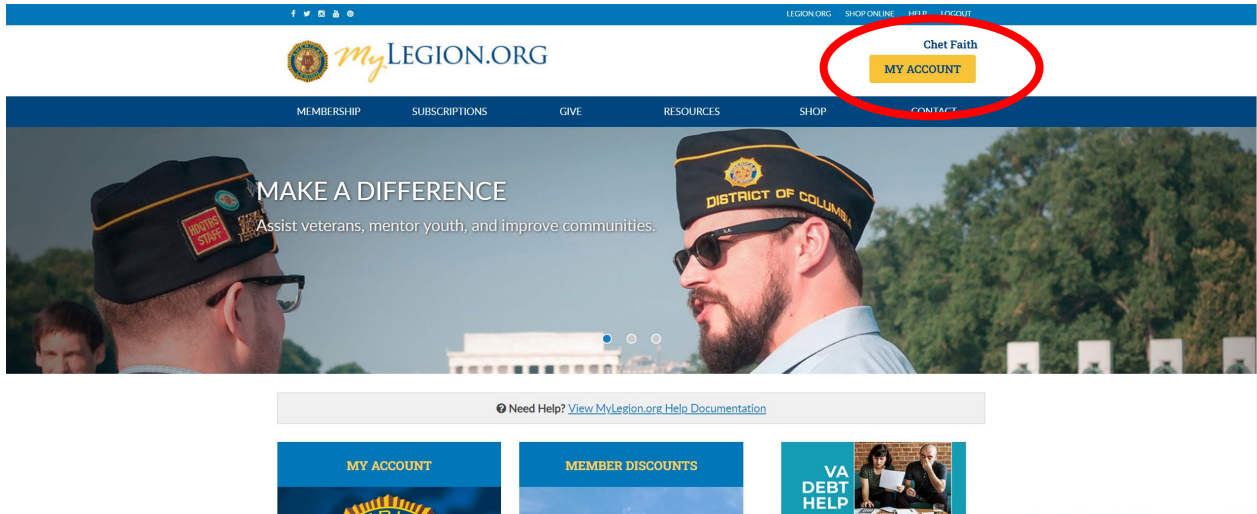 LEGION.ORG SHOP ONLINE HELP LOGOUT
MyLEGION.ORG
Chet Faith
MY ACCOUNT
MEMBERSHIP SUBSCRIPTIONS GIVE RESOURCES SHOP CONTACT
MAKE A DIFFERENCE
Assist veterans, mentor youth, and improve communities.
HDQTRS
STAFF
DISTRICT OF COLUMBIA
Need Help? View MyLegion.org Help Documentation
MY ACCOUNT
MEMBER DISCOUNTS
VA
DEBT
HELP